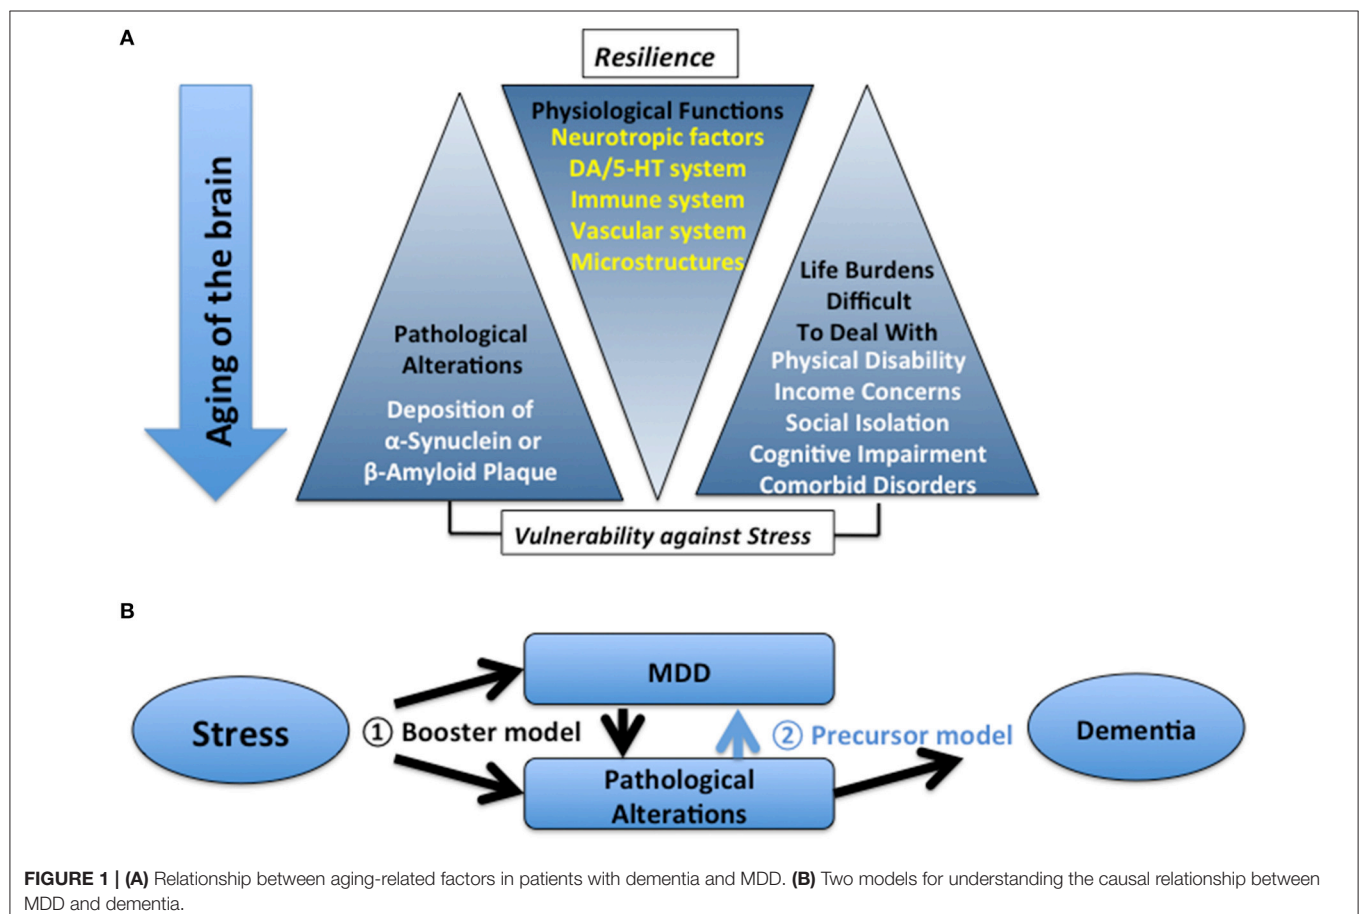 A
Resilience
Aging of the brain
Physiological Functions
Neurotropic factors
DA/5-HT system
Immune system
Vascular system
Microstructures
Pathological
Alterations
Deposition of
α-Synuclein or
β-Amyloid Plaque
Life Burdens
Difficult
To Deal With
Physical Disability
Income Concerns
Social Isolation
Cognitive Impairment
Comorbid Disorders
Vulnerability against Stress
B
MDD
Stress
① Booster model
② Precursor model
Dementia
Pathological
Alterations
FIGURE 1 | (A) Relationship between aging-related factors in patients with dementia and MDD. (B) Two models for understanding the causal relationship between
MDD and dementia.